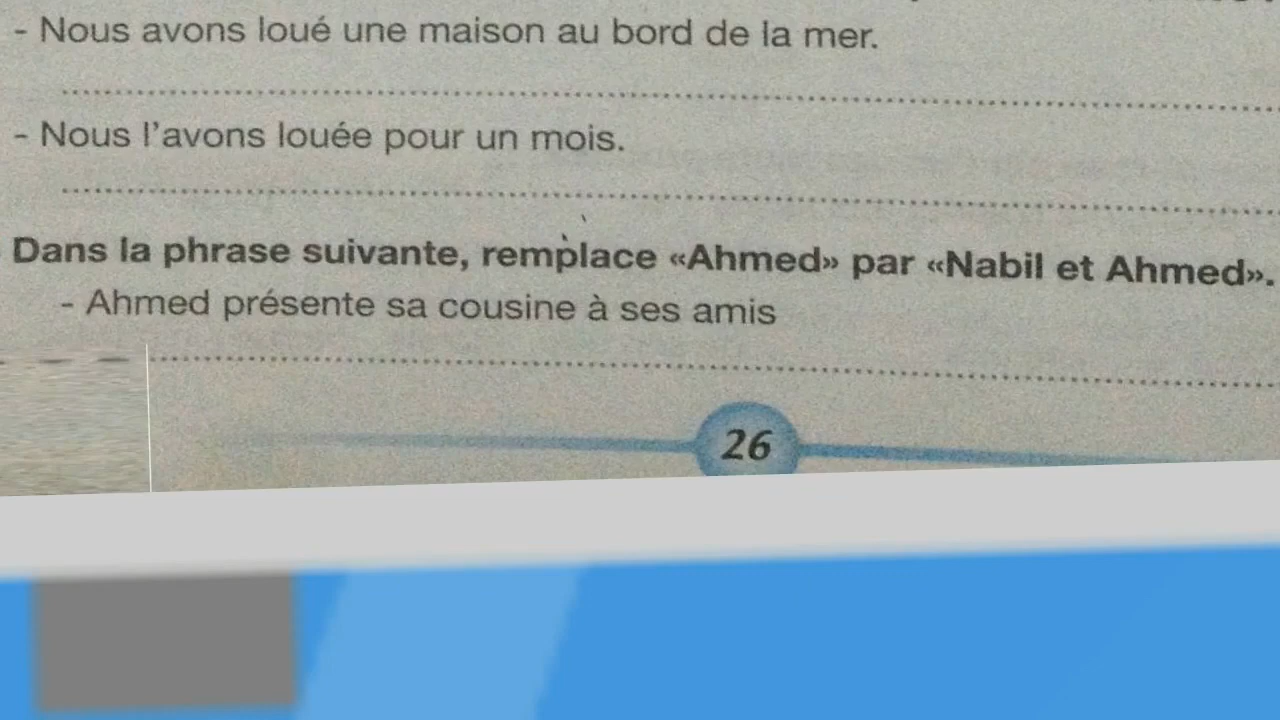 - Nous avons loué une maison au bord de la mer.
- Nous l'avons louée pour un mois.
Dans la phrase suivante, remplace «Ahmed» par «Nabil et Ahmed».
- Ahmed présente sa cousine à ses amis
26